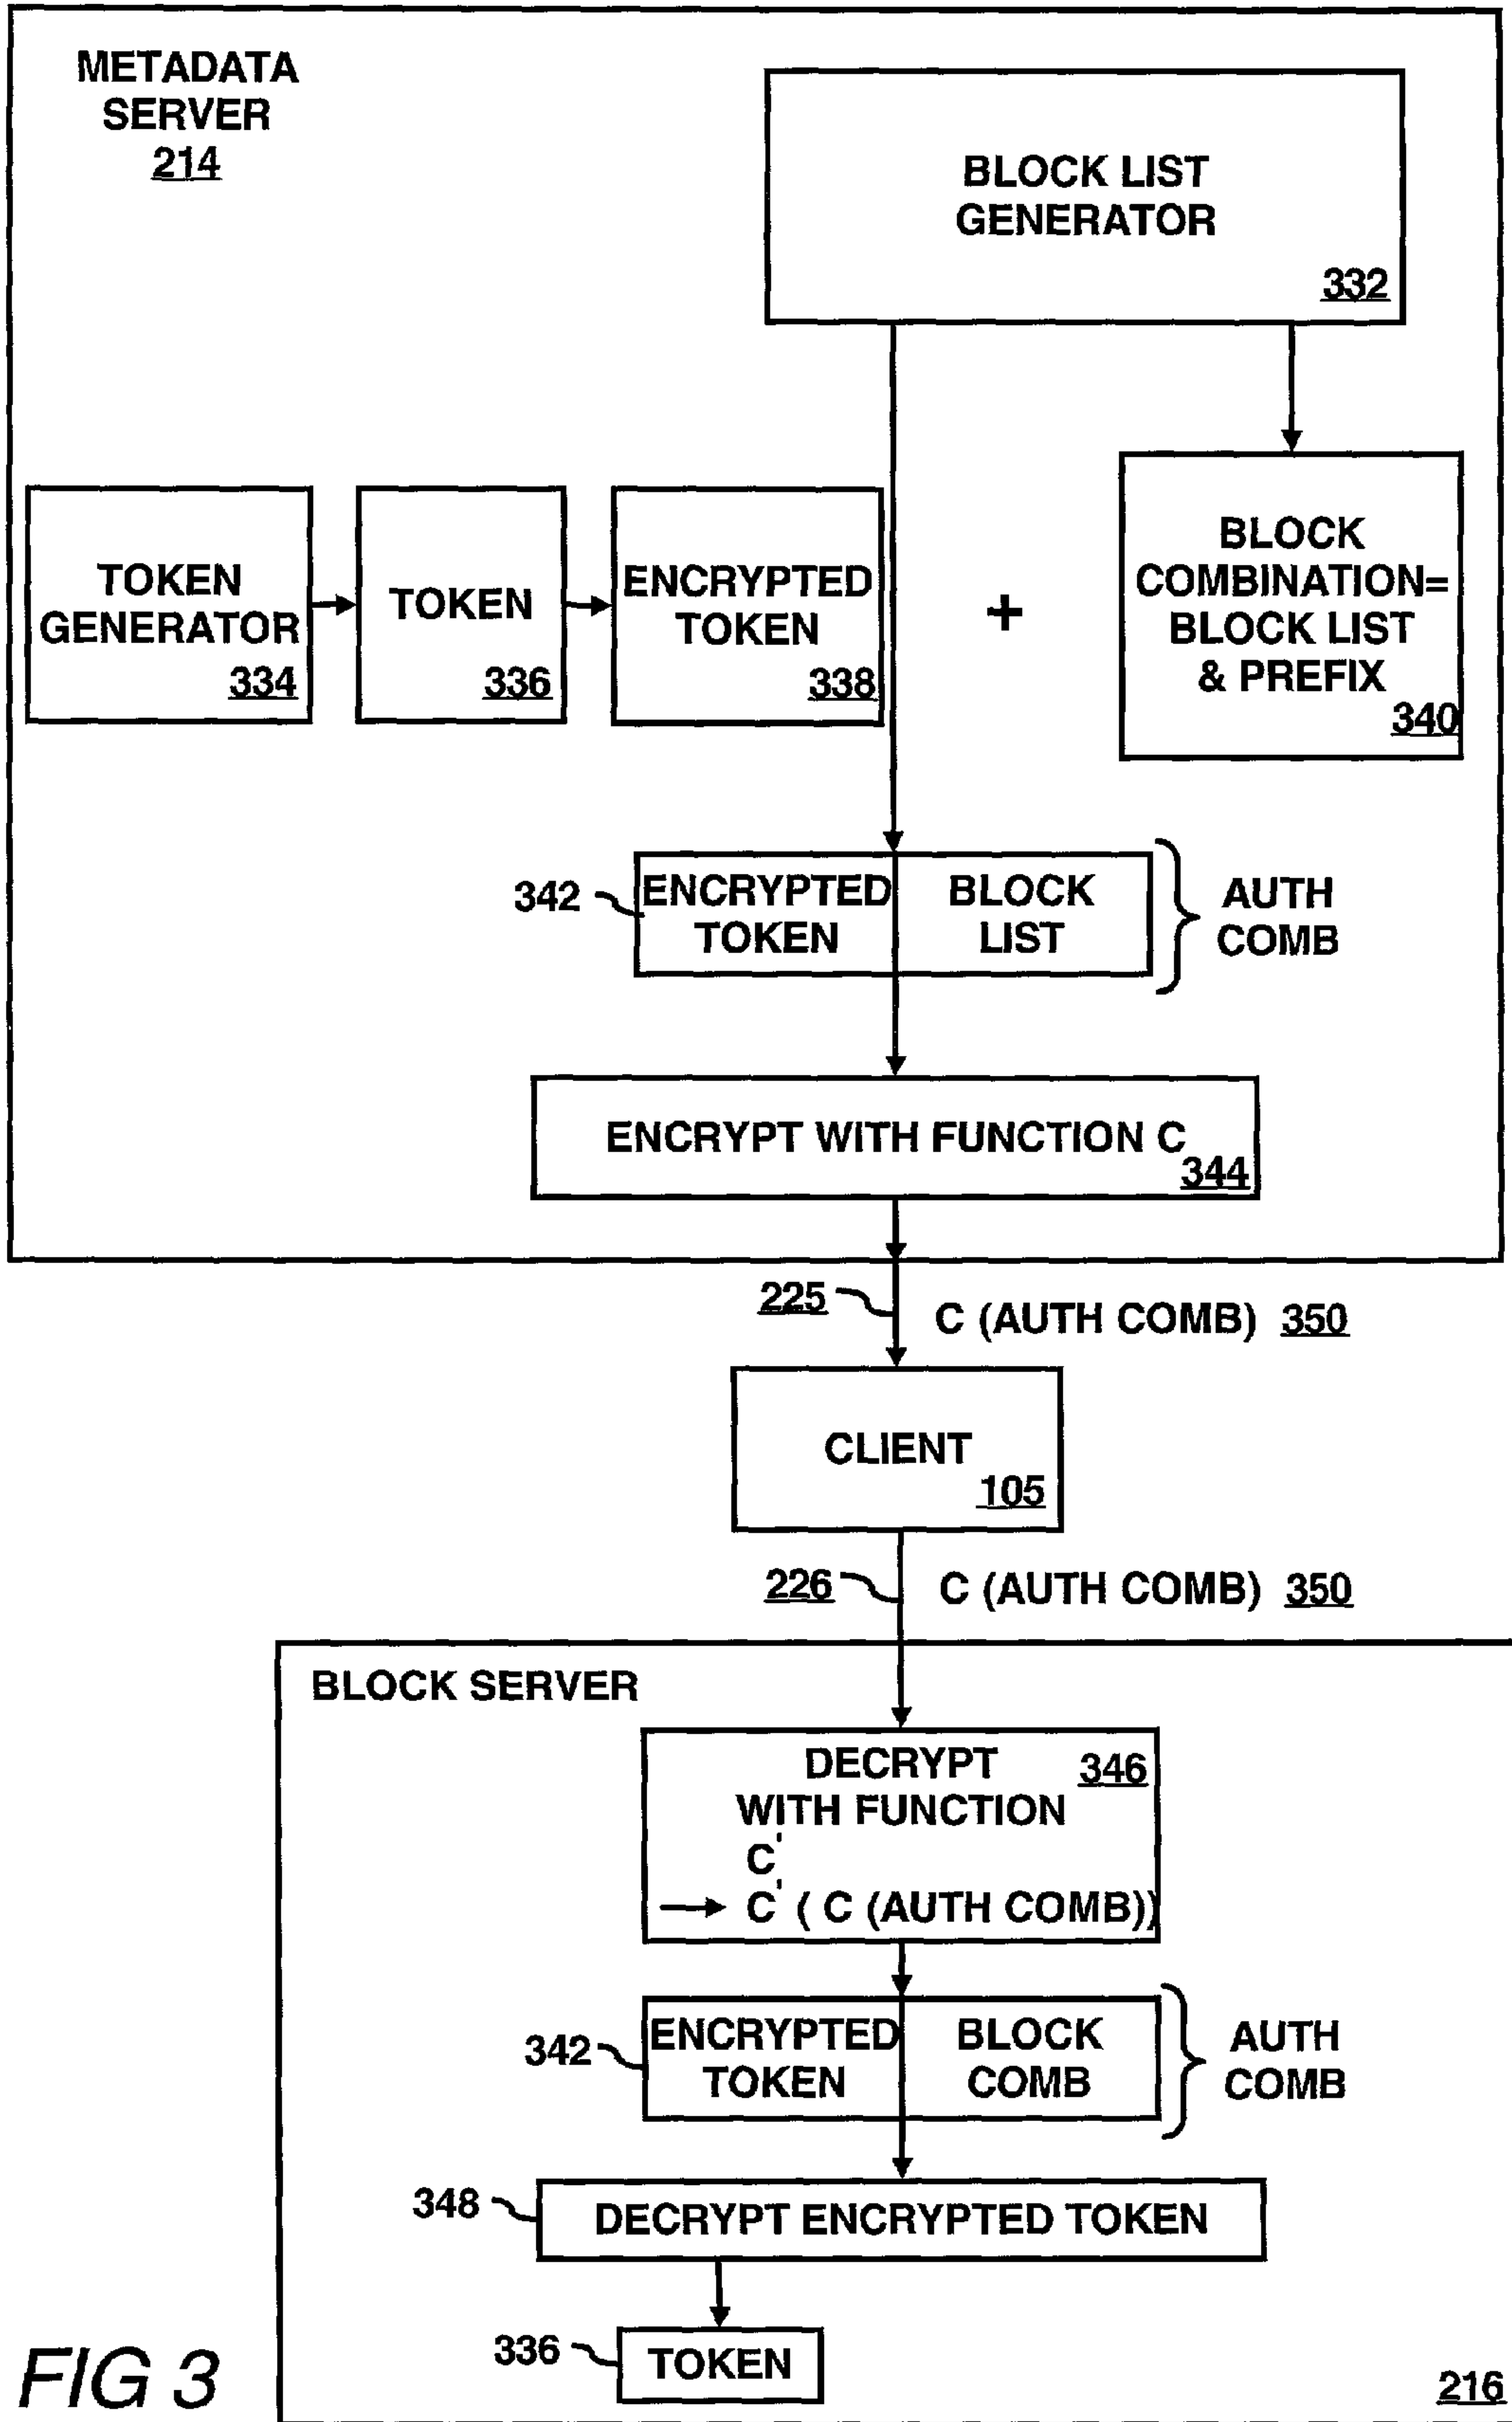 METADATA
SERVER
214
BLOCK LIST
GENERATOR
332
TOKEN
GENERATOR
334
TOKEN
336
ENCRYPTED
TOKEN
338
+
BLOCK
COMBINATION=
BLOCK LIST
& PREFIX
340
342
ENCRYPTED
TOKEN
BLOCK
LIST
AUTH
COMB
ENCRYPT WITH FUNCTION C
344
225
C (AUTH COMB) 350
CLIENT
105
226
C (AUTH COMB) 350
BLOCK SERVER
DECRYPT
346
WITH FUNCTION
C'
C' ( C (AUTH COMB))
342
ENCRYPTED
TOKEN
BLOCK
COMB
AUTH
COMB
348
DECRYPT ENCRYPTED TOKEN
336
TOKEN
216
FIG 3